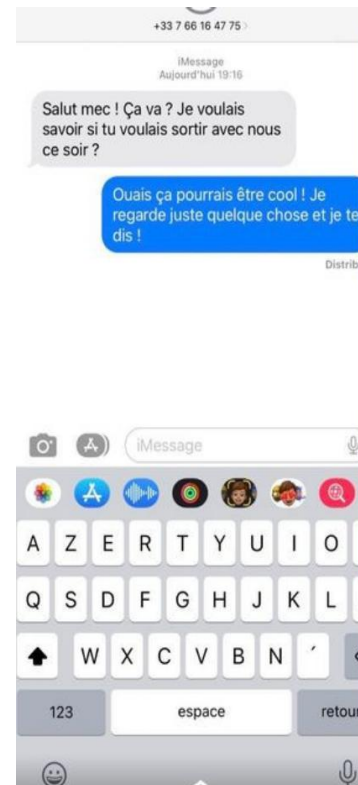 +33 7 66 16 47 75
iMessage
Aujourd'hui 19:16
Salut mec ! Ça va ? Je voulais
savoir si tu voulais sortir avec nous
ce soir ?
Ouais ça pourrais être cool ! Je
regarde juste quelque chose et je te
dis !
Distrib
iMessage
A Z E R T Y U I O
Q S D F G H J K L
W X C V B N ´
123 espace retour